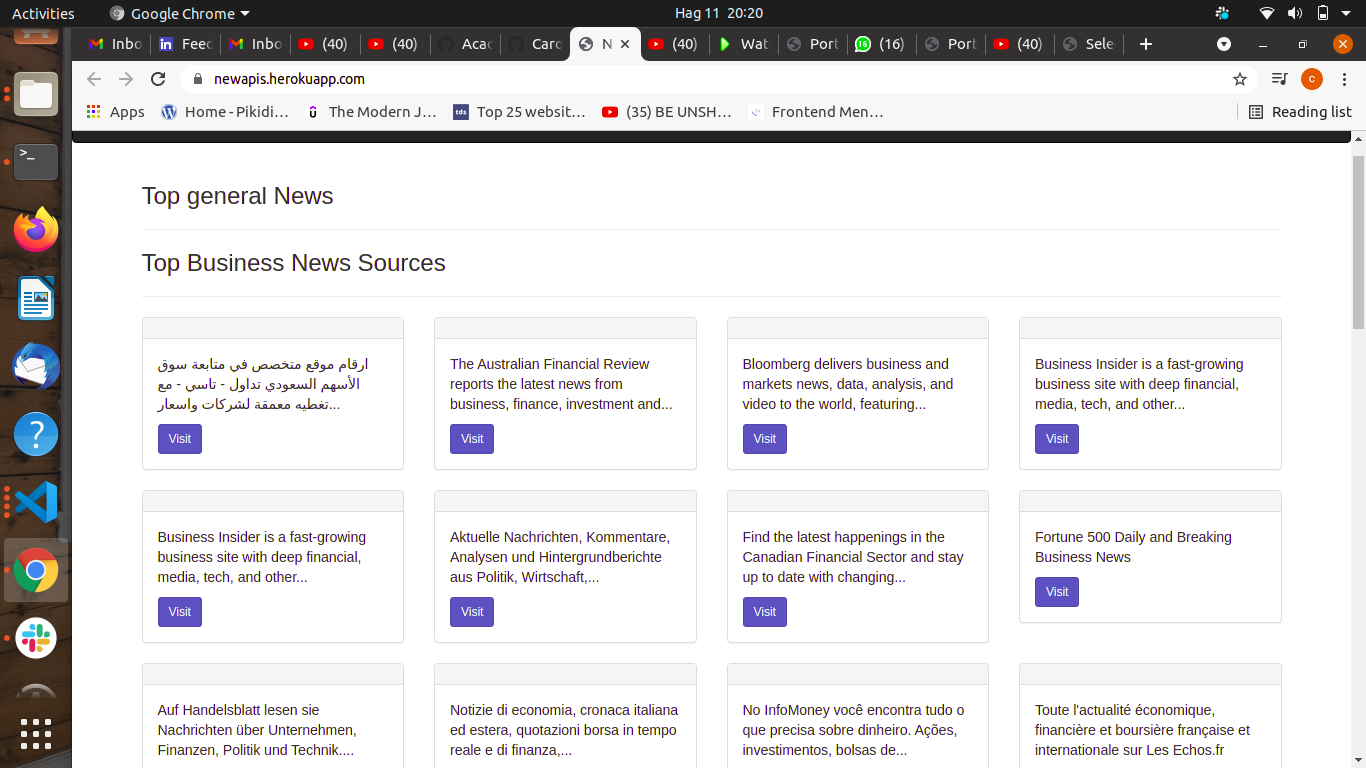 Activities
Google Chrome
Hag 11 20:20
Inbo
Feed
Inbo
(40)
(40)
Aca
Caro
N
(40)
Wat
Port
(16)
Port
(40)
Sele
newapis.herokuapp.com
c
Apps
Home - Pikidi...
The Modern J...
tds
Top 25 websit...
(35) BE UNSH...
Frontend Men...
Reading list
Top general News
Top Business News Sources
ارقام موقع متخصص في متابعة سوق
الأسهم السعودي تداول - تاسي - مع
تغطيه معمقة لشركات واسعار...
Visit
The Australian Financial Review
reports the latest news from
business, finance, investment and...
Visit
Bloomberg delivers business and
markets news, data, analysis, and
video to the world, featuring...
Visit
Business Insider is a fast-growing
business site with deep financial,
media, tech, and other...
Visit
Business Insider is a fast-growing
business site with deep financial,
media, tech, and other...
Visit
Aktuelle Nachrichten, Kommentare,
Analysen und Hintergrundberichte
aus Politik, Wirtschaft,...
Visit
Find the latest happenings in the
Canadian Financial Sector and stay
up to date with changing...
Visit
Fortune 500 Daily and Breaking
Business News
Visit
Auf Handelsblatt lesen sie
Nachrichten über Unternehmen,
Finanzen, Politik und Technik....
Notizie di economia, cronaca italiana
ed estera, quotazioni borsa in tempo
reale e di finanza,...
No InfoMoney você encontra tudo o
que precisa sobre dinheiro. Ações,
investimentos, bolsas de...
Toute l'actualité économique,
financière et boursière française et
internationale sur Les Echos.fr